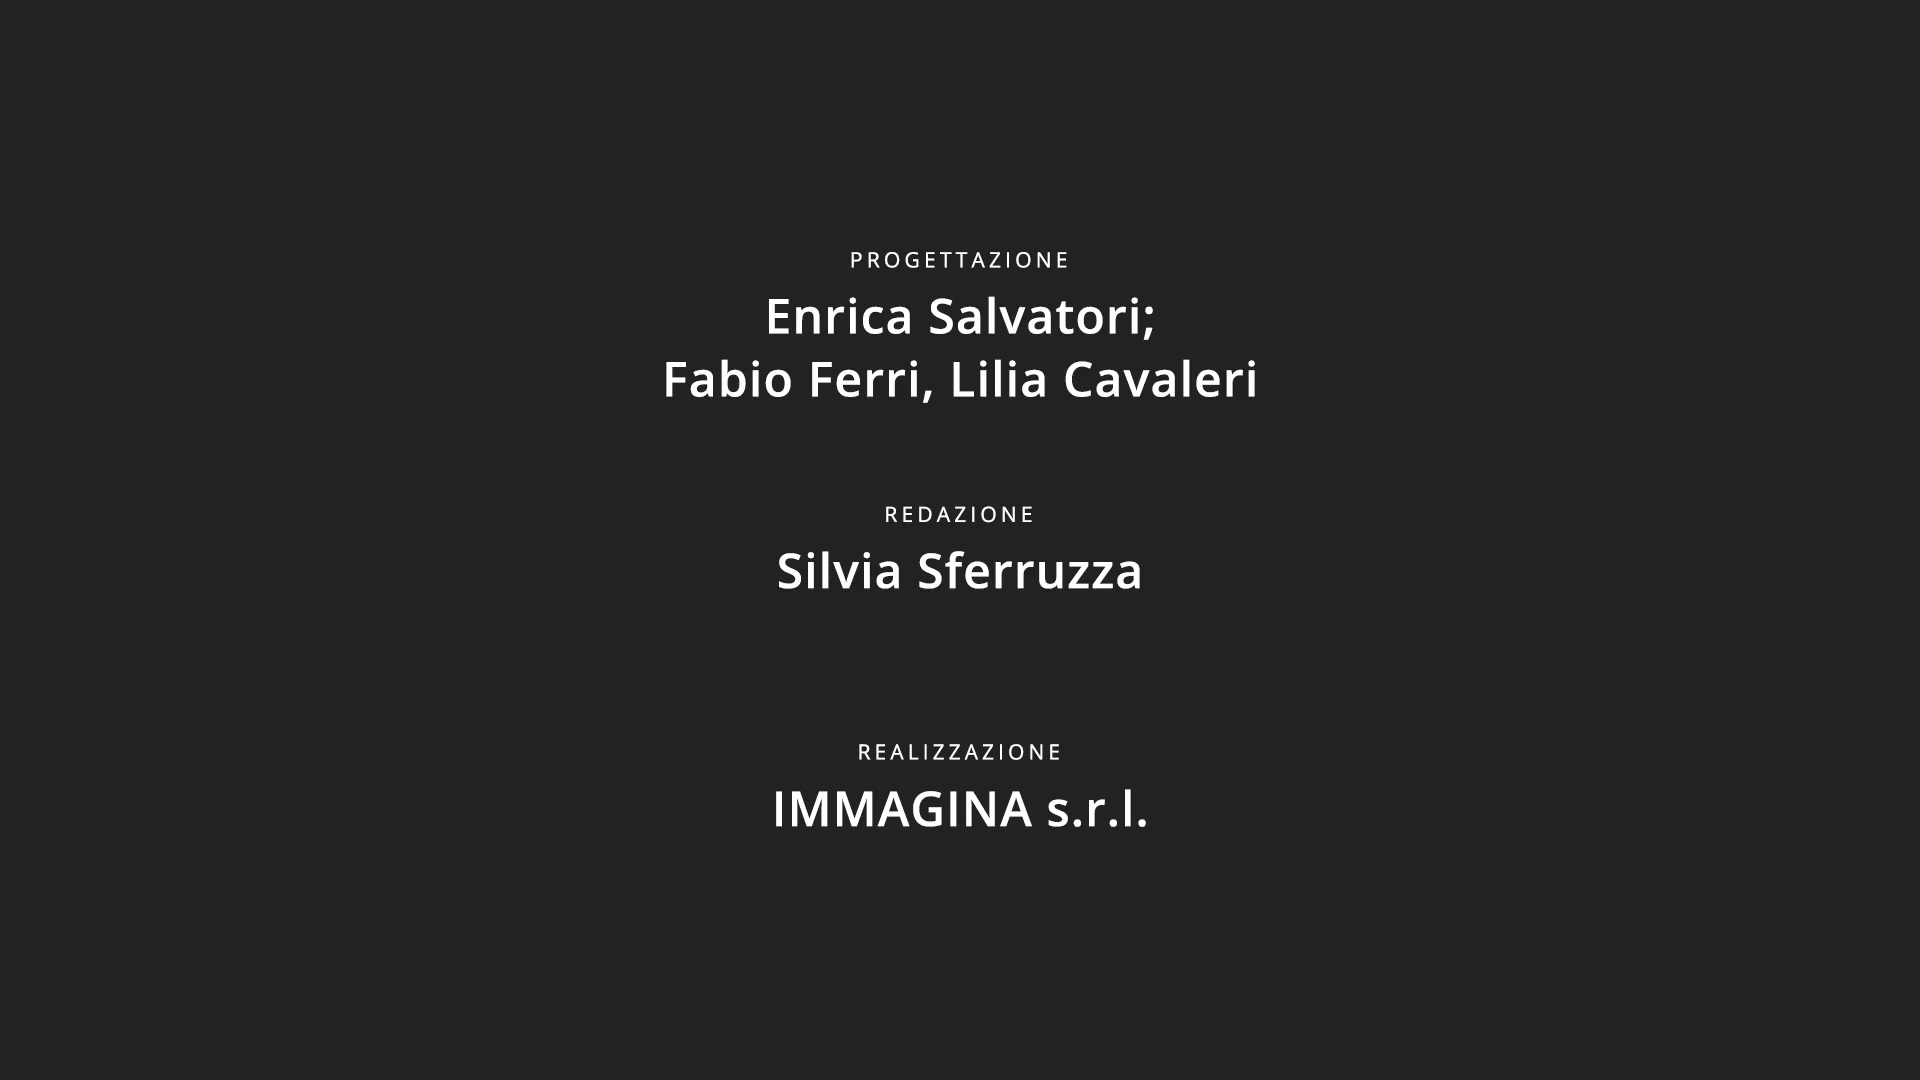 PROGETTAZIONE
Enrica Salvatori;
Fabio Ferri, Lilia Cavaleri
REDAZIONE
Silvia Sferruzza
REALIZZAZIONE
IMMAGINA s.r.l.